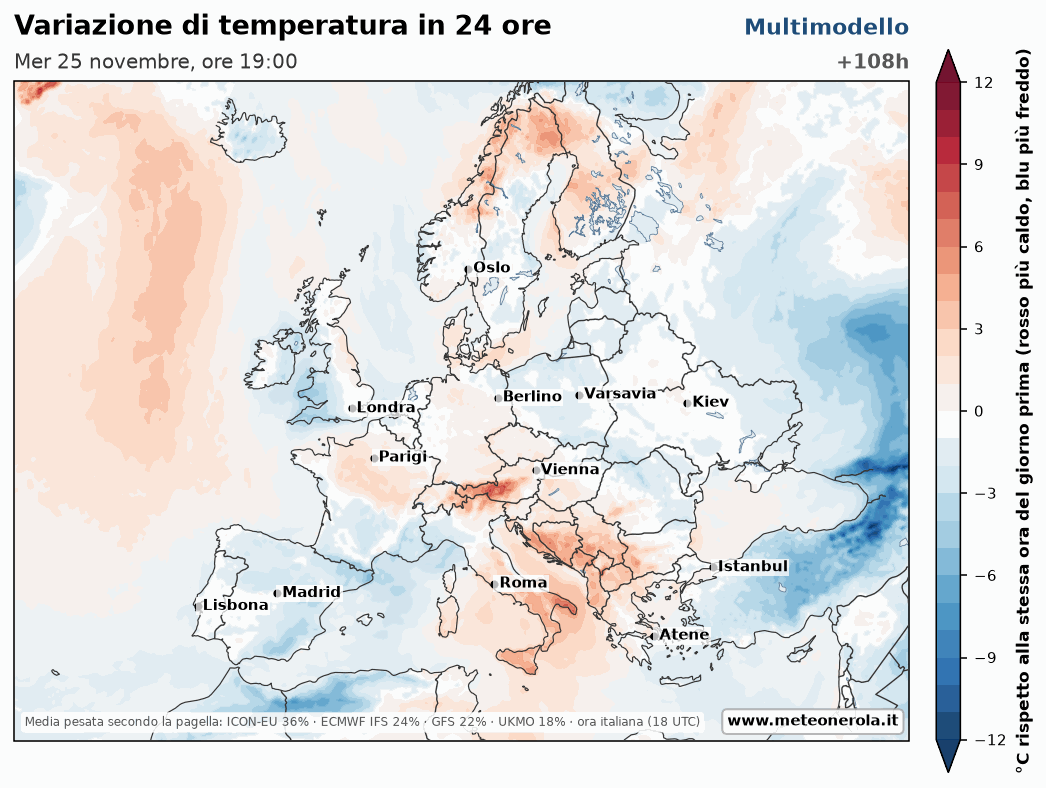 Variazione di temperatura in 24 ore
Multimodello
Mer 25 novembre, ore 19:00
+108h
Oslo
Londra
Berlino
Varsavia
Kiev
Parigi
Vienna
Istanbul
Roma
Madrid
Lisbona
Atene
Media pesata secondo la pagella: ICON-EU 36% · ECMWF IFS 24% · GFS 22% · UKMO 18% · ora italiana (18 UTC)
www.meteonerola.it
12
9
6
3
0
−3
−6
−9
−12
°C rispetto alla stessa ora del giorno prima (rosso più caldo, blu più freddo)